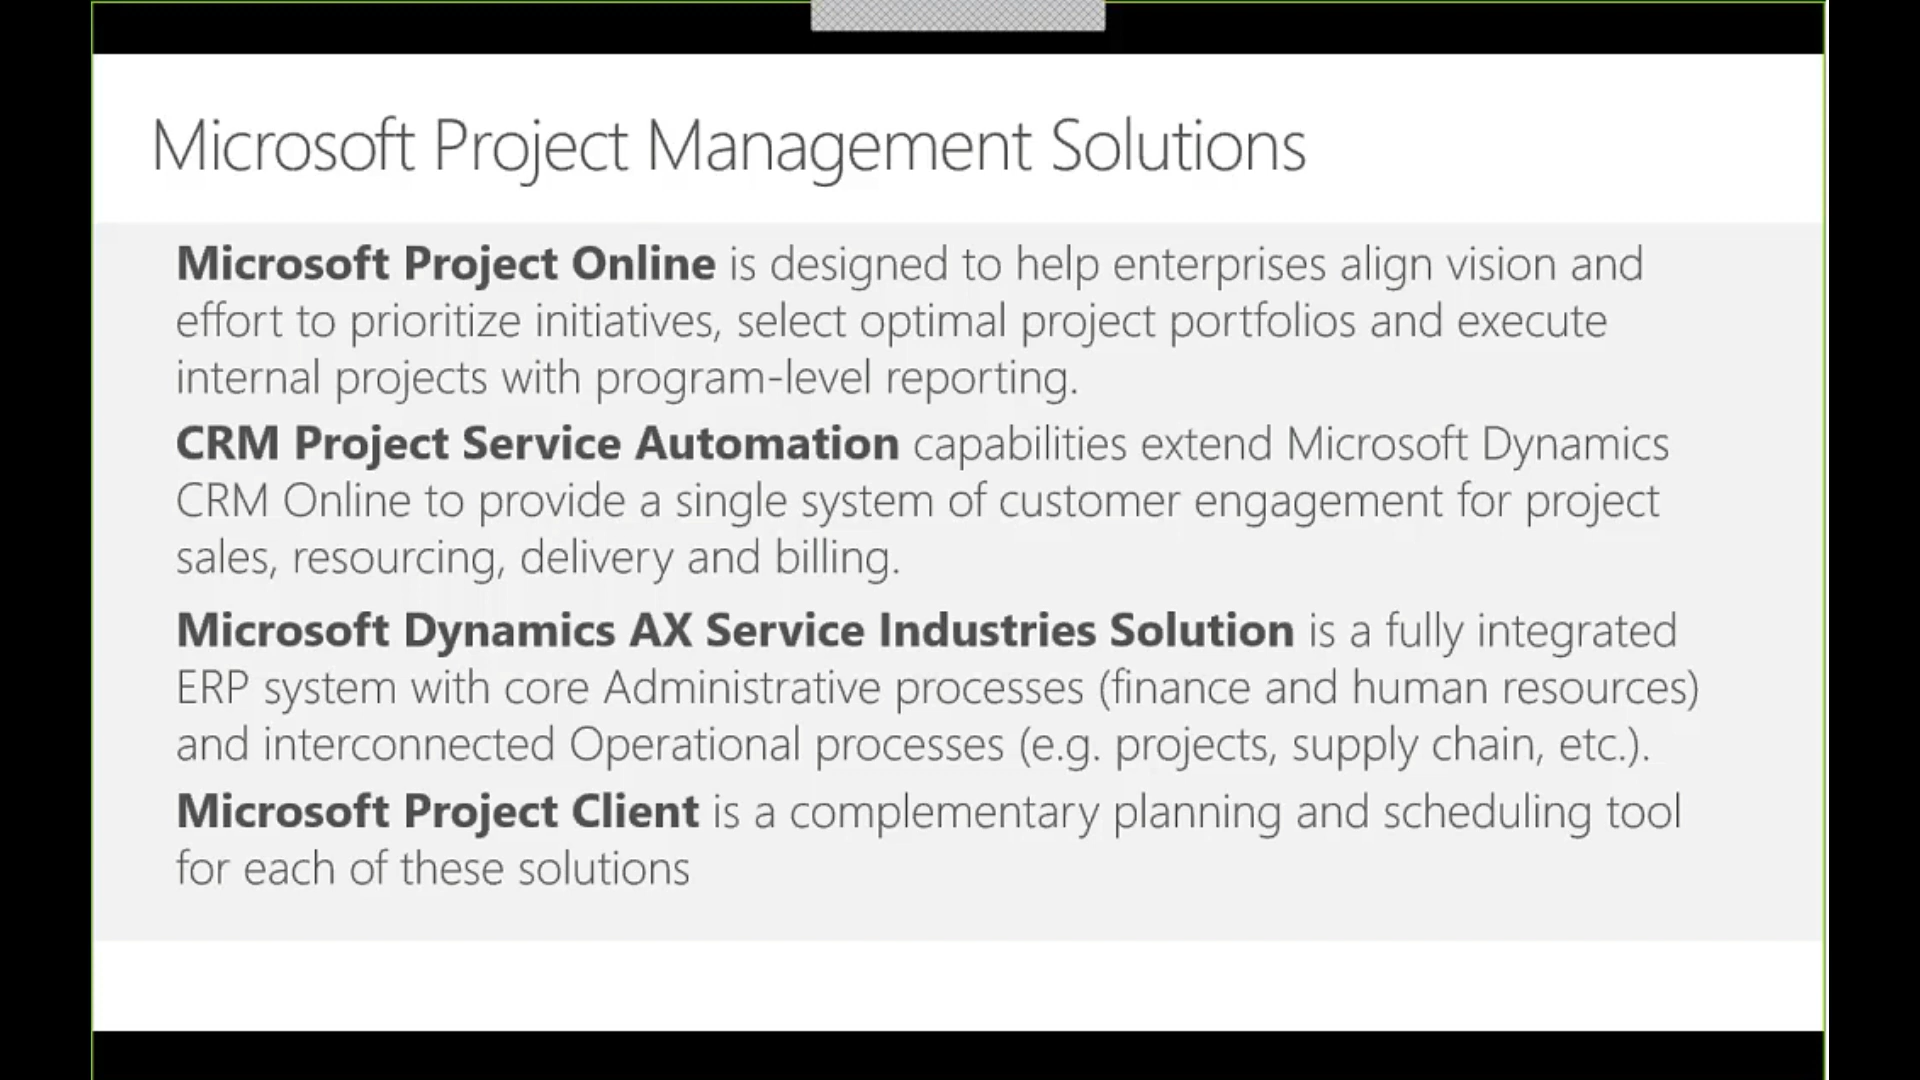 Microsoft Project Management Solutions
Microsoft Project Online is designed to help enterprises align vision and
effort to prioritize initiatives, select optimal project portfolios and execute
internal projects with program-level reporting.
CRM Project Service Automation capabilities extend Microsoft Dynamics
CRM Online to provide a single system of customer engagement for project
sales, resourcing, delivery and billing.
Microsoft Dynamics AX Service Industries Solution is a fully integrated
ERP system with core Administrative processes (finance and human resources)
and interconnected Operational processes (e.g. projects, supply chain, etc.).
Microsoft Project Client is a complementary planning and scheduling tool
for each of these solutions